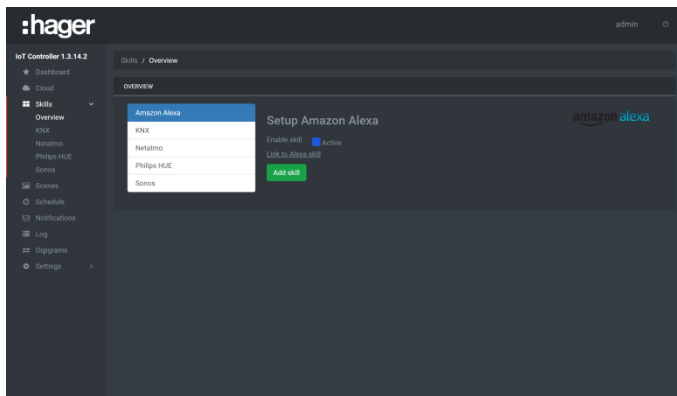 :hager
admin
IoT Controller 1.3.14.2
Dashboard
Cloud
Skills
Overview
KNX
Netatmo
Philips HUE
Sonos
Scenes
Schedule
Notifications
Log
Digigrams
Settings
Skills / Overview
OVERVIEW
Amazon Alexa
KNX
Netatmo
Philips HUE
Sonos
Setup Amazon Alexa
Enable skill Active
Link to Alexa skill
Add skill
amazon alexa